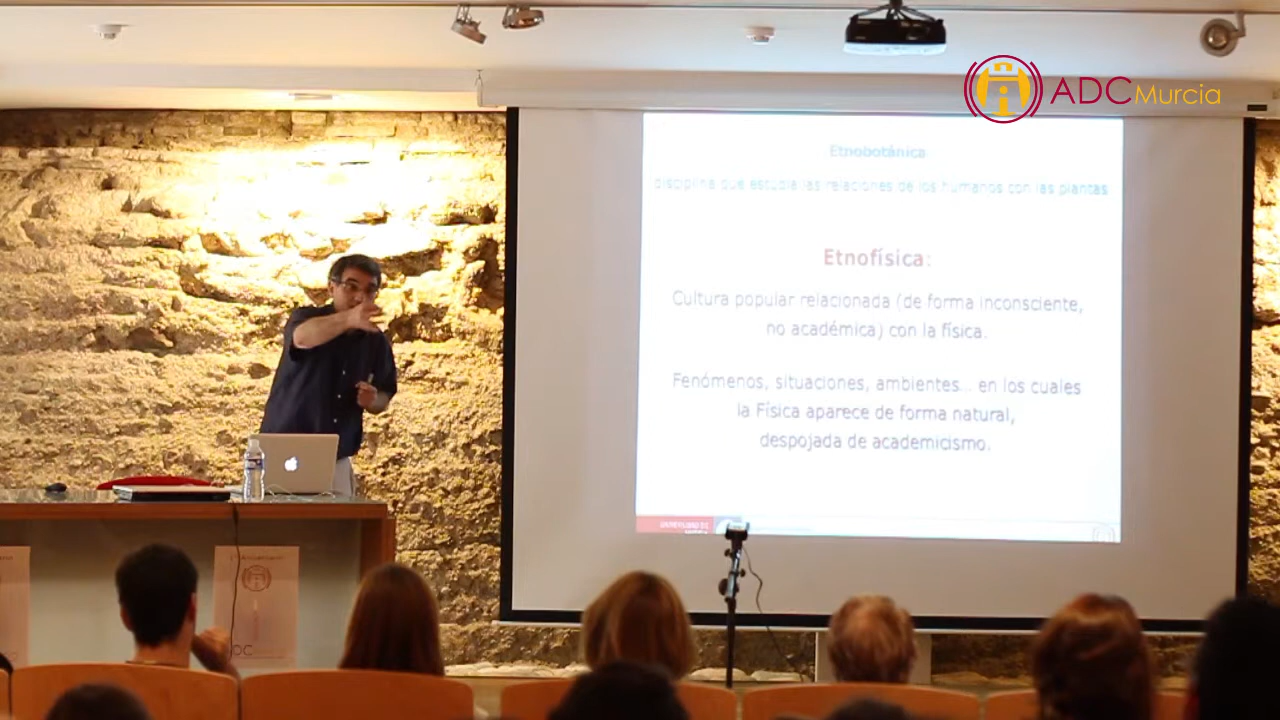 ADCMurcia
Etnobotánica
disciplina que estudia las relaciones de los humanos con las plantas
Etnofísica:
Cultura popular relacionada (de forma inconsciente,
no académica) con la física.
Fenómenos, situaciones, ambientes... en los cuales
la Física aparece de forma natural,
despojada de academicismo.